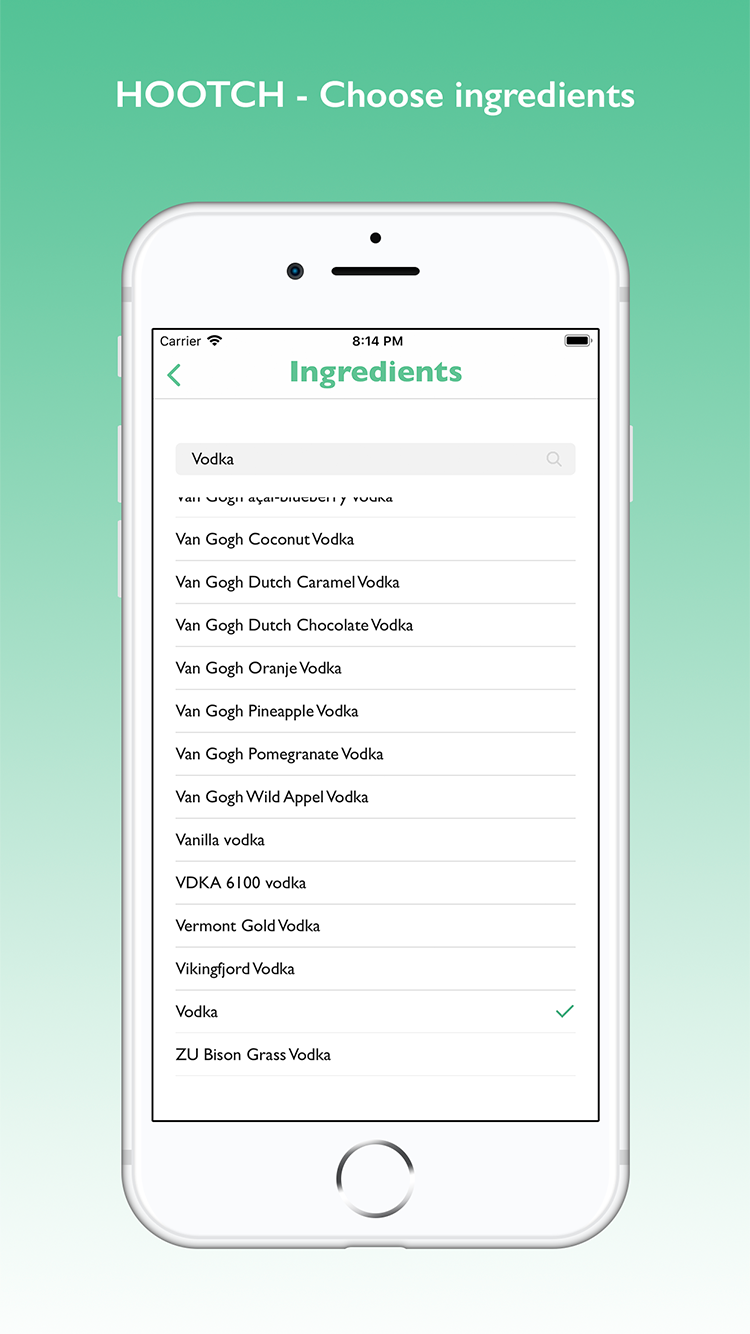 HOOTCH - Choose ingredients
Carrier 8:14 PM
Ingredients
Vodka
Van Gogh açai-blueberry Vodka
Van Gogh Coconut Vodka
Van Gogh Dutch Caramel Vodka
Van Gogh Dutch Chocolate Vodka
Van Gogh Oranje Vodka
Van Gogh Pineapple Vodka
Van Gogh Pomegranate Vodka
Van Gogh Wild Appel Vodka
Vanilla vodka
VDKA 6100 vodka
Vermont Gold Vodka
Vikingfjord Vodka
Vodka
ZU Bison Grass Vodka